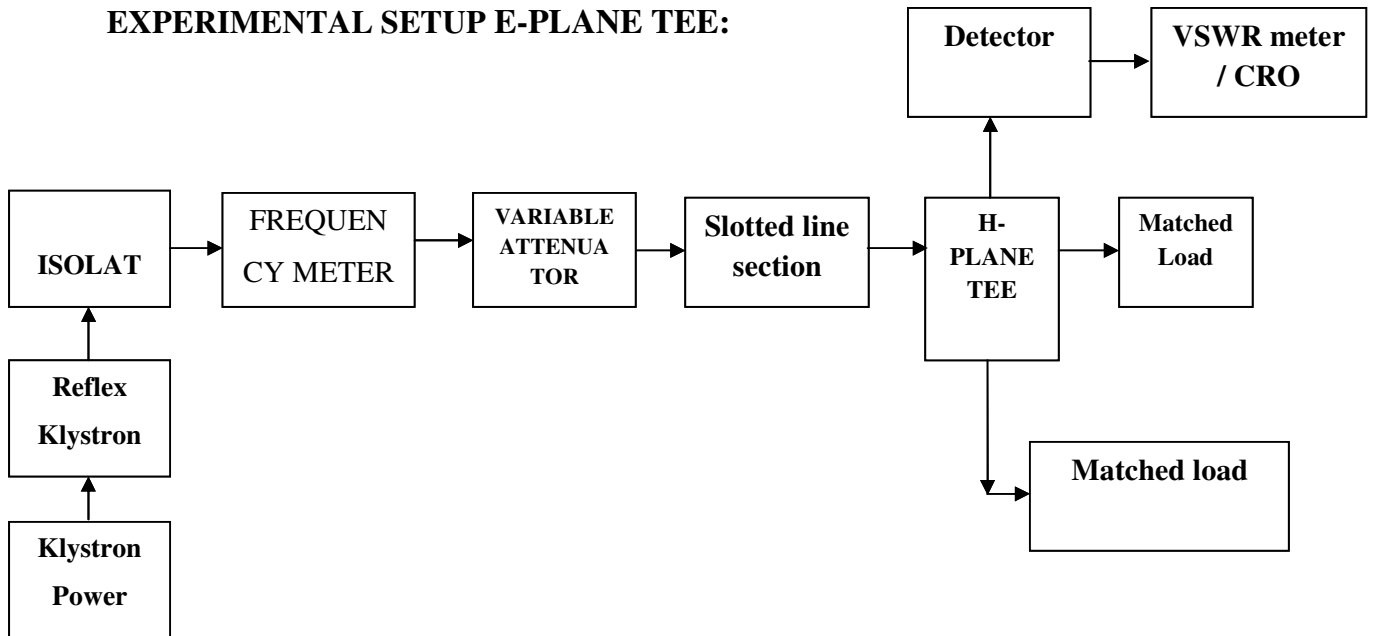 EXPERIMENTAL SETUP E-PLANE TEE:
Detector
VSWR meter
/ CRO
ISOLAT
FREQUEN
CY METER
VARIABLE
ATTENUA
TOR
Slotted line
section
H-
PLANE
TEE
Matched
Load
Reflex
Klystron
Matched load
Klystron
Power